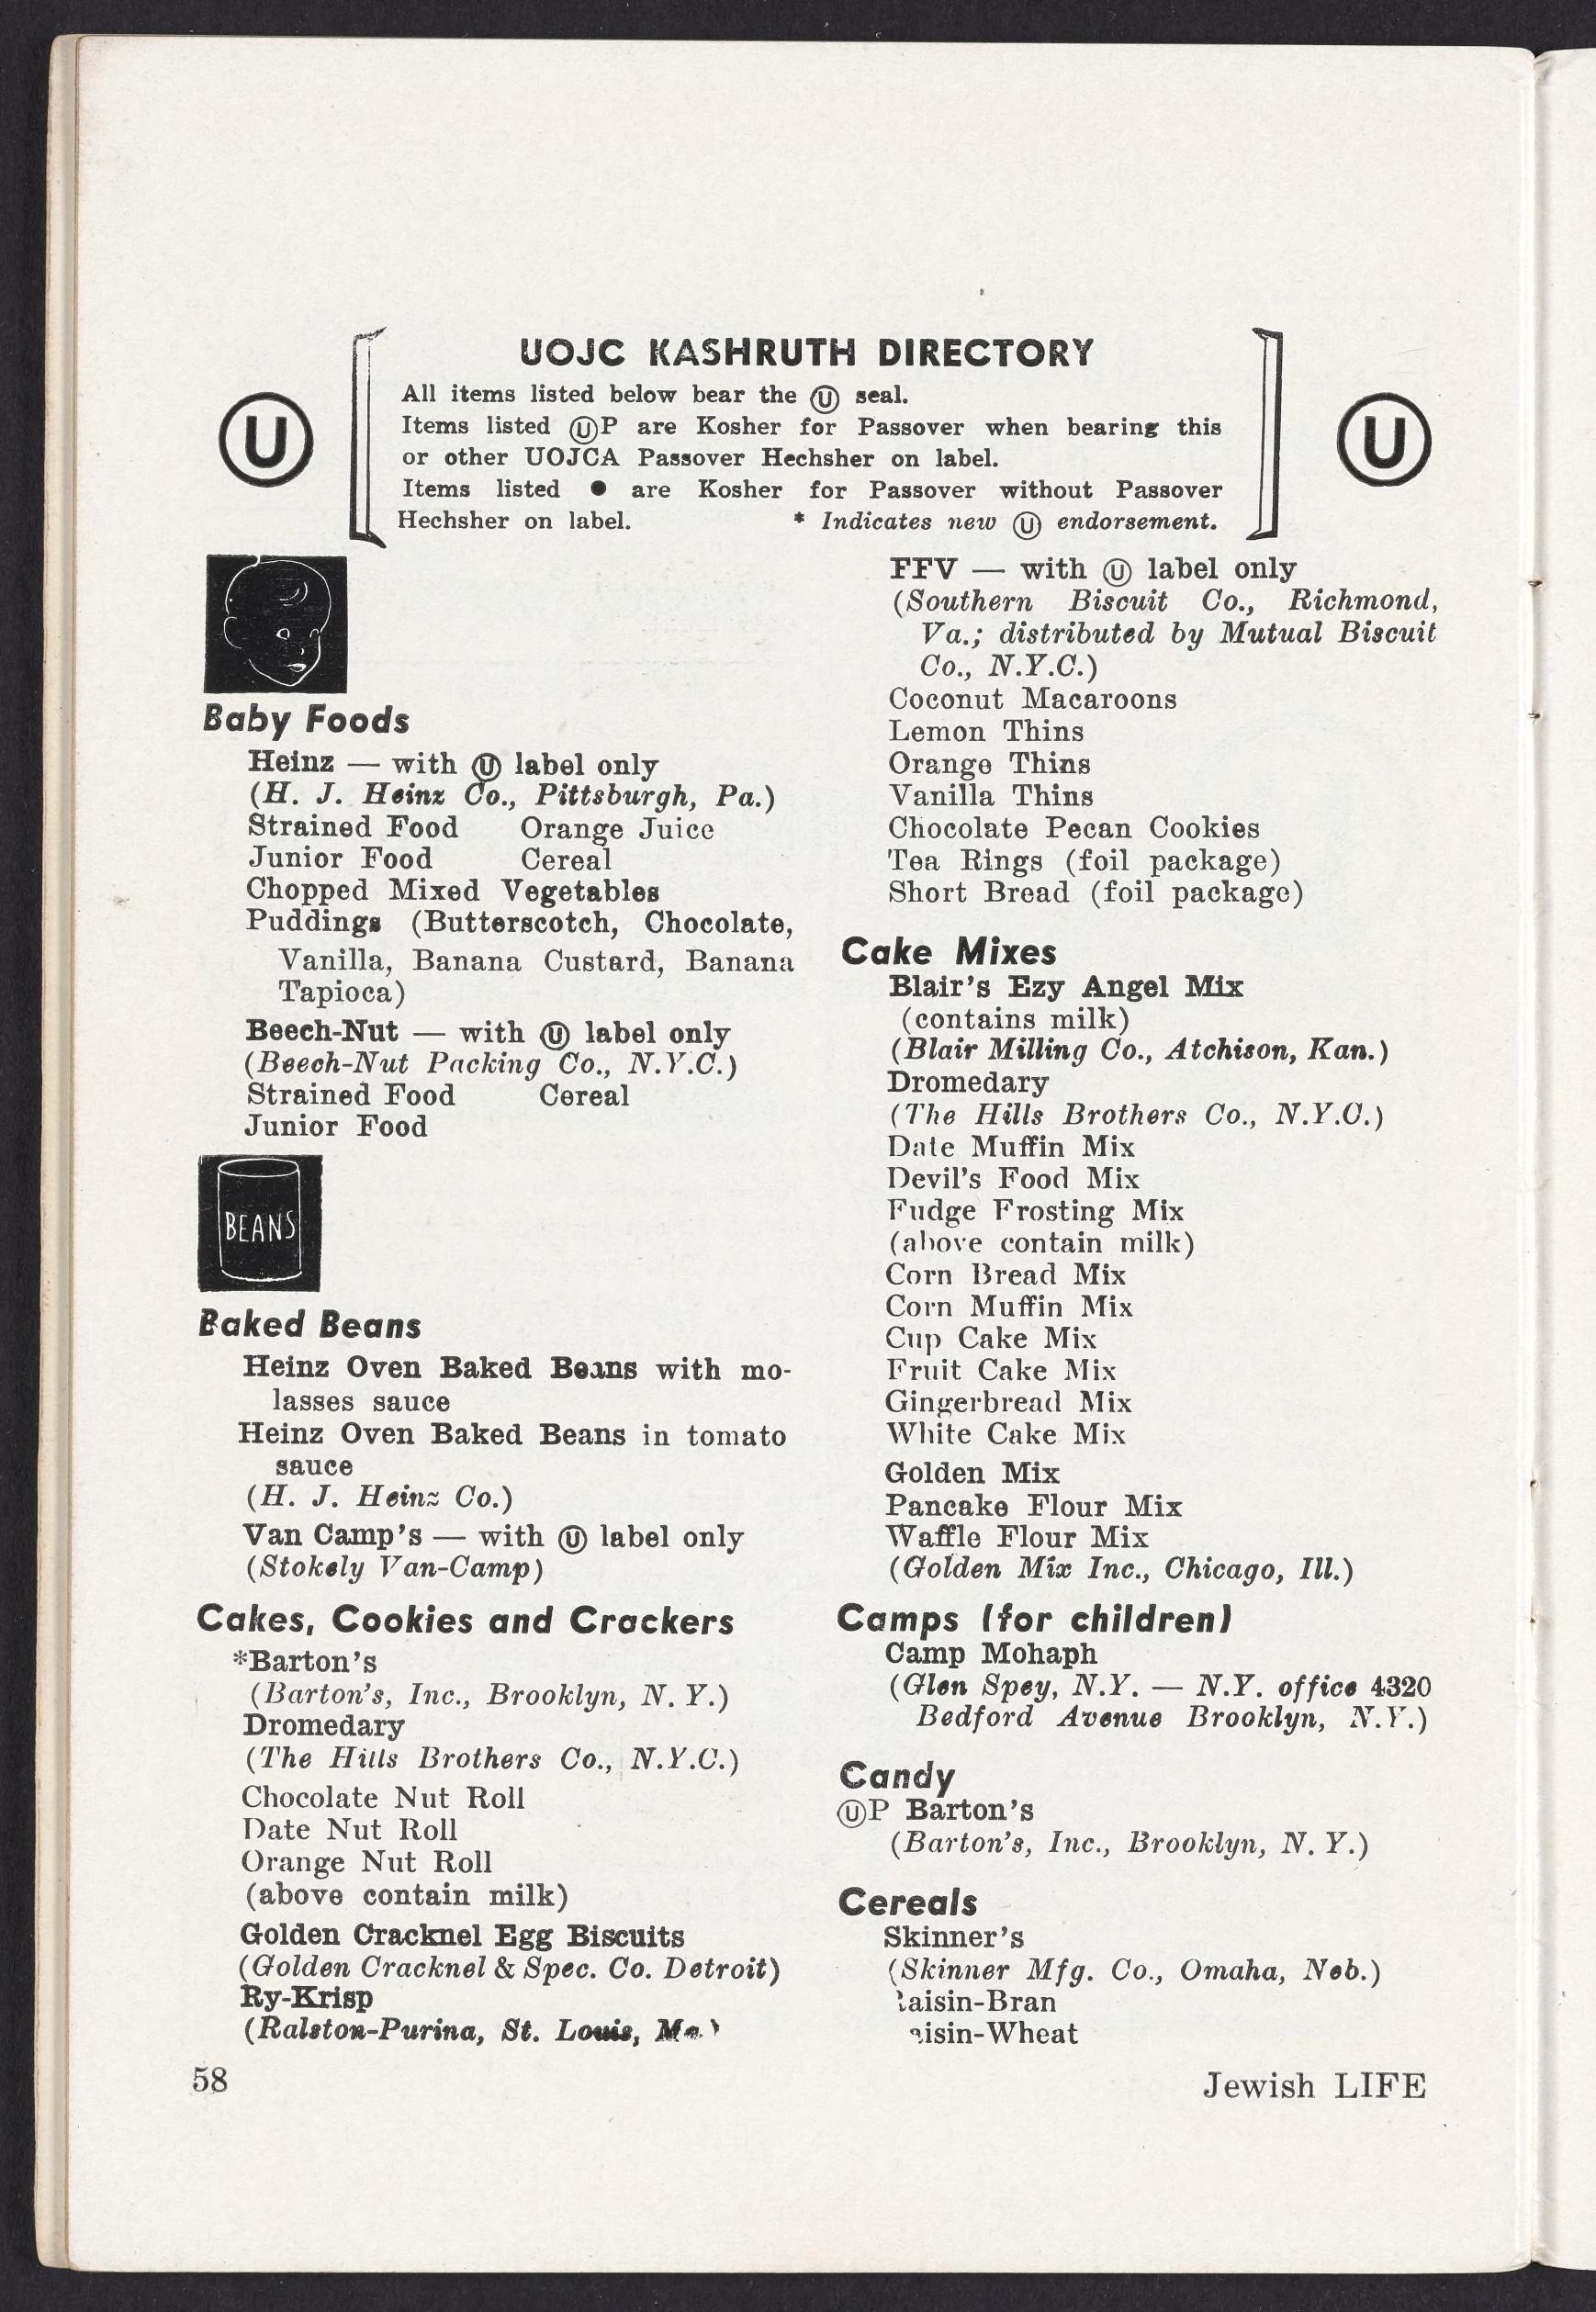 UOJC KASHRUTH DIRECTORY
All items listed below bear the Ⓤ seal.
Items listed ⓊP are Kosher for Passover when bearing this
or other UOJCA Passover Hechsher on label.
Items listed ● are Kosher for Passover without Passover
Hechsher on label. * Indicates new Ⓤ endorsement.
Ⓤ
Ⓤ
Baby Foods
Heinz — with Ⓤ label only
(H. J. Heinz Co., Pittsburgh, Pa.)
Strained Food Orange Juice
Junior Food Cereal
Chopped Mixed Vegetables
Puddings (Butterscotch, Chocolate,
Vanilla, Banana Custard, Banana
Tapioca)
Beech-Nut — with Ⓤ label only
(Beech-Nut Packing Co., N.Y.C.)
Strained Food Cereal
Junior Food
BEANS
Baked Beans
Heinz Oven Baked Beans with mo-
lasses sauce
Heinz Oven Baked Beans in tomato
sauce
(H. J. Heinz Co.)
Van Camp's — with Ⓤ label only
(Stokely Van-Camp)
Cakes, Cookies and Crackers
*Barton's
(Barton's, Inc., Brooklyn, N. Y.)
Dromedary
(The Hills Brothers Co., N.Y.C.)
Chocolate Nut Roll
Date Nut Roll
Orange Nut Roll
(above contain milk)
Golden Cracknel Egg Biscuits
(Golden Cracknel & Spec. Co. Detroit)
Ry-Krisp
(Ralston-Purina, St. Louis, Mo.)
FFV — with Ⓤ label only
(Southern Biscuit Co., Richmond,
Va.; distributed by Mutual Biscuit
Co., N.Y.C.)
Coconut Macaroons
Lemon Thins
Orange Thins
Vanilla Thins
Chocolate Pecan Cookies
Tea Rings (foil package)
Short Bread (foil package)
Cake Mixes
Blair's Ezy Angel Mix
(contains milk)
(Blair Milling Co., Atchison, Kan.)
Dromedary
(The Hills Brothers Co., N.Y.C.)
Date Muffin Mix
Devil's Food Mix
Fudge Frosting Mix
(above contain milk)
Corn Bread Mix
Corn Muffin Mix
Cup Cake Mix
Fruit Cake Mix
Gingerbread Mix
White Cake Mix
Golden Mix
Pancake Flour Mix
Waffle Flour Mix
(Golden Mix Inc., Chicago, Ill.)
Camps (for children)
Camp Mohaph
(Glen Spey, N.Y. — N.Y. office 4320
Bedford Avenue Brooklyn, N.Y.)
Candy
ⓊP Barton's
(Barton's, Inc., Brooklyn, N. Y.)
Cereals
Skinner's
(Skinner Mfg. Co., Omaha, Neb.)
Raisin-Bran
Raisin-Wheat
58
Jewish LIFE